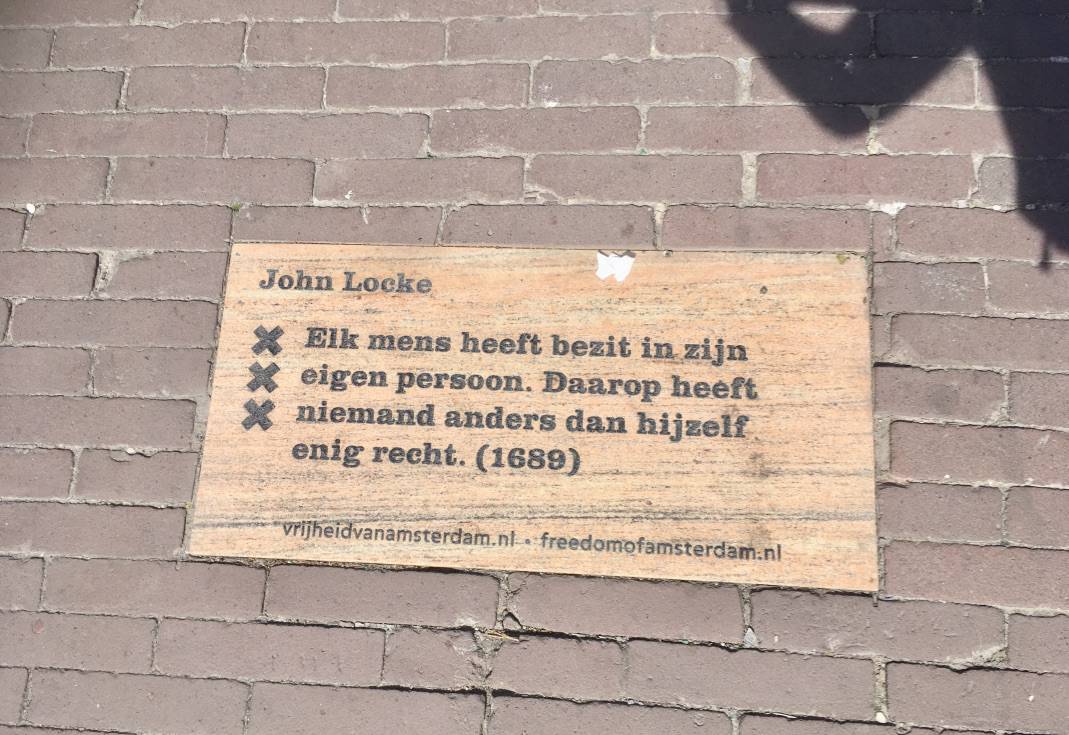 John Locke
Elk mens heeft bezit in zijn
eigen persoon. Daarop heeft
niemand anders dan hijzelf
enig recht. (1689)
vrijheidvanamsterdam.nl • freedomofamsterdam.nl